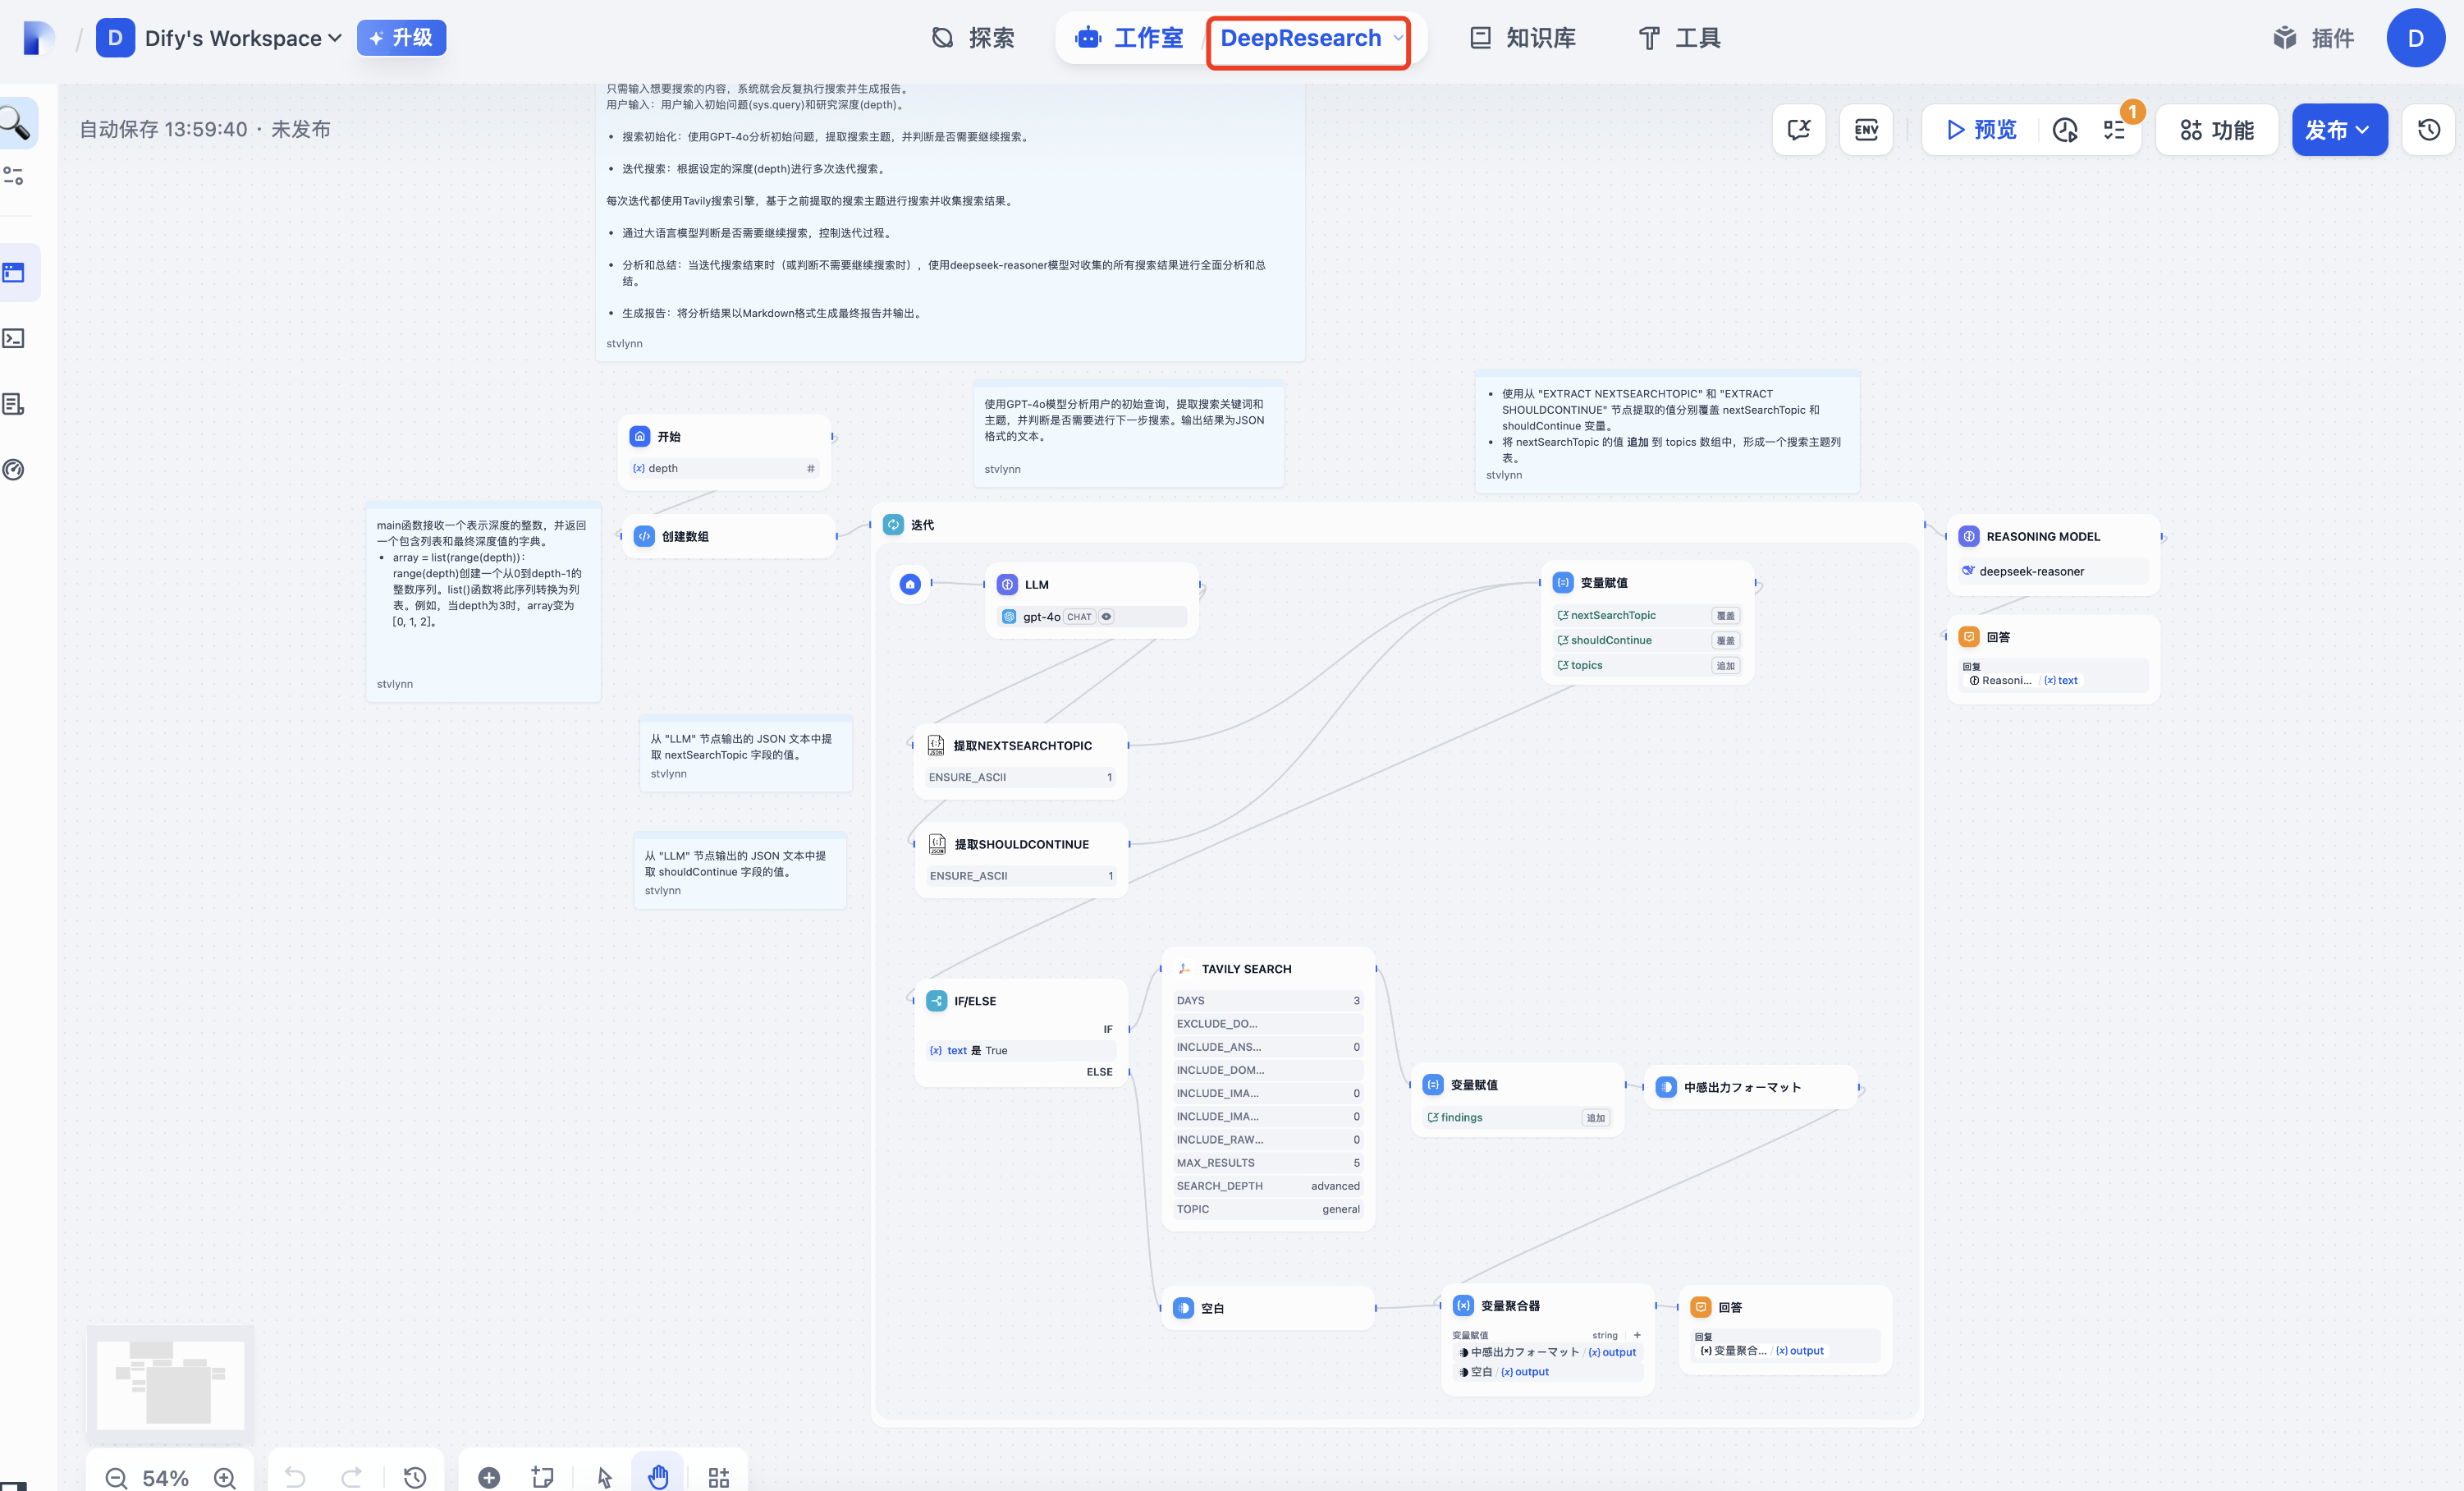 D
Dify's Workspace
升级
探索
工作室
DeepResearch
知识库
工具
插件
D
自动保存 13:59:40 · 未发布
ENV
预览
1
功能
发布
只需输入想要搜索的内容，系统就会反复执行搜索并生成报告。
用户输入：用户输入初始问题(sys.query)和研究深度(depth)。
• 搜索初始化：使用GPT-4o分析初始问题，提取搜索主题，并判断是否需要继续搜索。
• 迭代搜索：根据设定的深度(depth)进行多次迭代搜索。
每次迭代都使用Tavily搜索引擎，基于之前提取的搜索主题进行搜索并收集搜索结果。
• 通过大语言模型判断是否需要继续搜索，控制迭代过程。
• 分析和总结：当迭代搜索结束时（或判断不需要继续搜索时），使用deepseek-reasoner模型对收集的所有搜索结果进行全面分析和总
结。
• 生成报告：将分析结果以Markdown格式生成最终报告并输出。
stvlynn
使用GPT-4o模型分析用户的初始查询，提取搜索关键词和
主题，并判断是否需要进行下一步搜索。输出结果为JSON
格式的文本。
stvlynn
• 使用从 "EXTRACT NEXTSEARCHTOPIC" 和 "EXTRACT
SHOULDCONTINUE" 节点提取的值分别覆盖 nextSearchTopic 和
shouldContinue 变量。
• 将 nextSearchTopic 的值 追加 到 topics 数组中，形成一个搜索主题列
表。
stvlynn
开始
{x} depth #
main函数接收一个表示深度的整数，并返回
一个包含列表和最终深度值的字典。
• array = list(range(depth))：
range(depth)创建一个从0到depth-1的
整数序列。list()函数将此序列转换为列
表。例如，当depth为3时，array变为
[0, 1, 2]。
stvlynn
创建数组
迭代
LLM
gpt-4o CHAT
变量赋值
nextSearchTopic 覆盖
shouldContinue 覆盖
topics 追加
REASONING MODEL
deepseek-reasoner
回答
回复
Reasoni... / {x} text
从 "LLM" 节点输出的 JSON 文本中提
取 nextSearchTopic 字段的值。
stvlynn
提取NEXTSEARCHTOPIC
ENSURE_ASCII 1
从 "LLM" 节点输出的 JSON 文本中提
取 shouldContinue 字段的值。
stvlynn
提取SHOULDCONTINUE
ENSURE_ASCII 1
IF/ELSE
IF
{x} text 是 True
ELSE
TAVILY SEARCH
DAYS 3
EXCLUDE_DO...
INCLUDE_ANS... 0
INCLUDE_DOM...
INCLUDE_IMA... 0
INCLUDE_IMA... 0
INCLUDE_RAW... 0
MAX_RESULTS 5
SEARCH_DEPTH advanced
TOPIC general
变量赋值
findings 追加
中感出力フォーマット
空白
变量聚合器
变量赋值 string +
中感出力フォーマット / {x} output
空白 / {x} output
回答
回复
{x} 变量聚合... / {x} output
54%